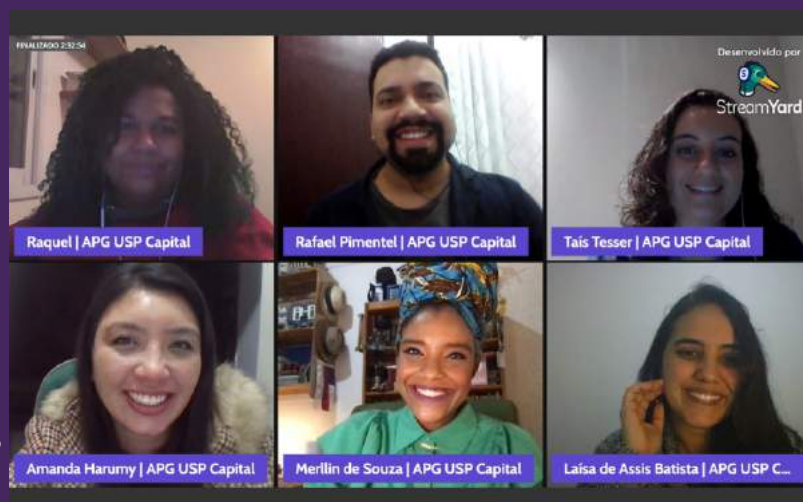 FINALIZADO 2:32:54
Desenvolvido por
StreamYard
Raquel | APG USP Capital
Rafael Pimentel | APG USP Capital
Taís Tesser | APG USP Capital
Amanda Harumy | APG USP Capital
Merllin de Souza | APG USP Capital
Laísa de Assis Batista | APG USP C...